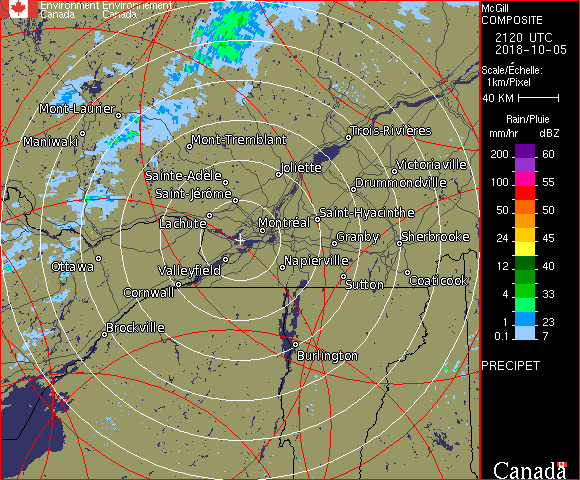 Environment Environnement
Canada Canada
McGill
COMPOSITE
2120 UTC
2018-10-05
Scale/Échelle:
1km/Pixel
40 KM
Rain/Pluie
mm/hr dBZ
200 60
150 55
100 55
50 50
24 45
12 40
4 33
1 23
0.1 7
PRECIPET
Canada
Mont-Laurier
Maniwaki
Mont-Tremblant
Trois-Rivières
Joliette
Victoriaville
Sainte-Adèle
Drummondville
Saint-Jérôme
Lachute
Saint-Hyacinthe
Montréal
Granby
Sherbrooke
Ottawa
Valleyfield
Napierville
Cornwall
Sutton
Coaticook
Brockville
Burlington